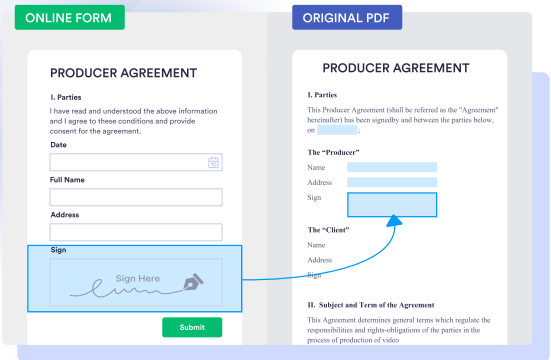 ONLINE FORM
PRODUCER AGREEMENT
I. Parties
I have read and understood the above information
and I agree to these conditions and provide
consent for the agreement.
Date
Full Name
Address
Sign
Sign Here
Submit
ORIGINAL PDF
PRODUCER AGREEMENT
I. Parties
This Producer Agreement (shall be referred as the "Agreement"
hereinafter) has been signedby and between the parties below,
on ;
The “Producer”
Name
Address
Sign
The “Client”
Name
Address
Sign
II. Subject and Term of the Agreement
This Agreement determines general terms which regulate the
responsibilities and rights-obligations of the parties in the
process of production of video